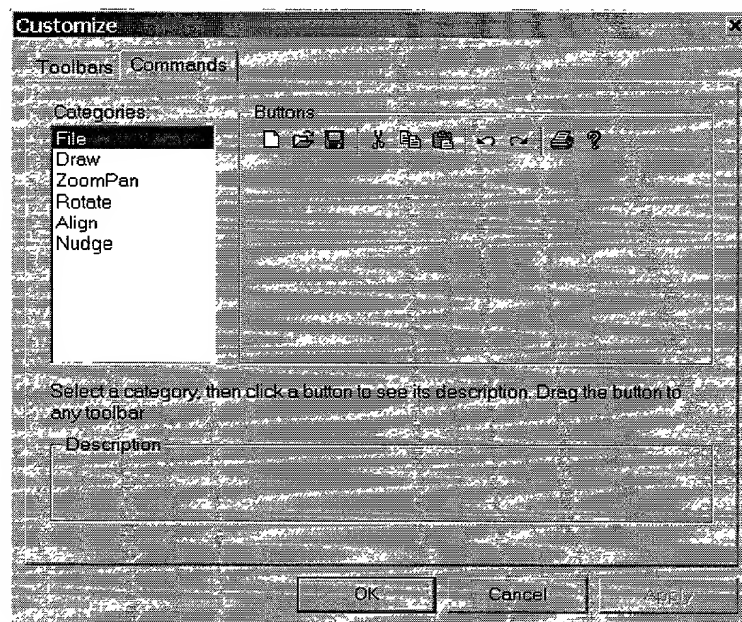 Customize
Toolbars Commands
Categories:
Buttons
File
Draw
ZoomPan
Rotate
Align
Nudge
Select a category, then click a button to see its description. Drag the button to
any toolbar
Description
OK Cancel Apply